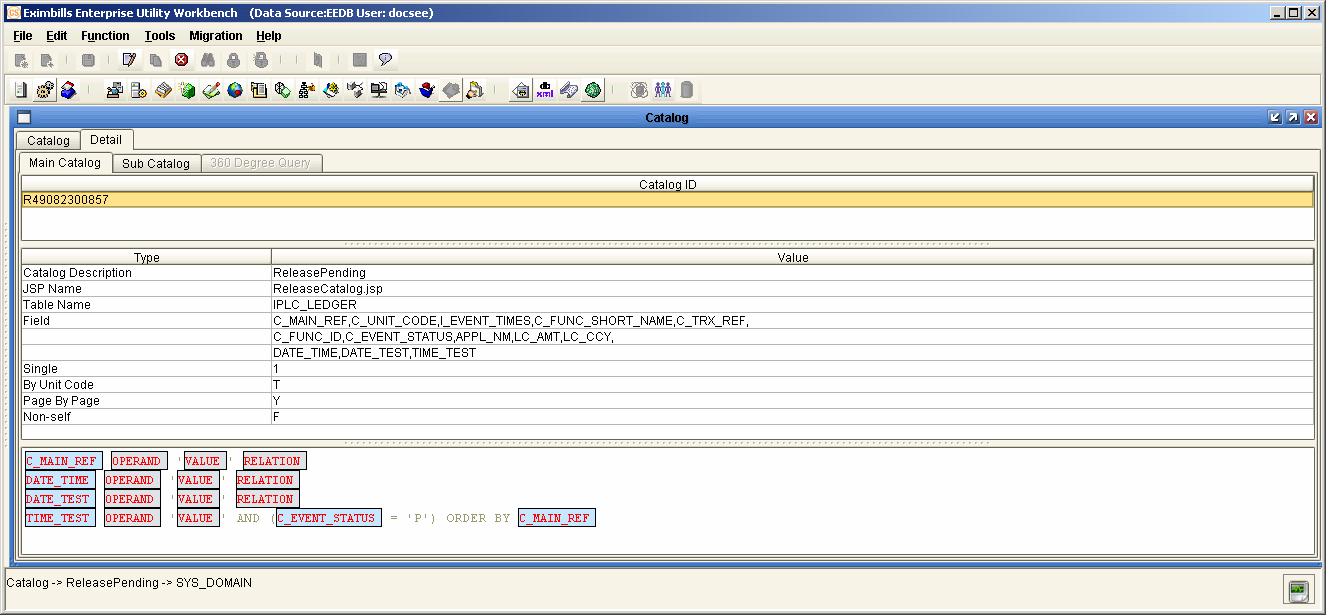 Eximbills Enterprise Utility Workbench (Data Source:EEDB User: docsee)
File Edit Function Tools Migration Help
xml
Catalog
Catalog Detail
Main Catalog Sub Catalog 360 Degree Query
Catalog ID
R49082300857
Type Value
Catalog Description ReleasePending
JSP Name ReleaseCatalog.jsp
Table Name IPLC_LEDGER
Field C_MAIN_REF,C_UNIT_CODE,I_EVENT_TIMES,C_FUNC_SHORT_NAME,C_TRX_REF,
C_FUNC_ID,C_EVENT_STATUS,APPL_NM,LC_AMT,LC_CCY,
DATE_TIME,DATE_TEST,TIME_TEST
Single 1
By Unit Code T
Page By Page Y
Non-self F
C_MAIN_REF OPERAND 'VALUE' RELATION
DATE_TIME OPERAND 'VALUE' RELATION
DATE_TEST OPERAND 'VALUE' RELATION
TIME_TEST OPERAND 'VALUE' AND (C_EVENT_STATUS = 'P') ORDER BY C_MAIN_REF
Catalog -> ReleasePending -> SYS_DOMAIN